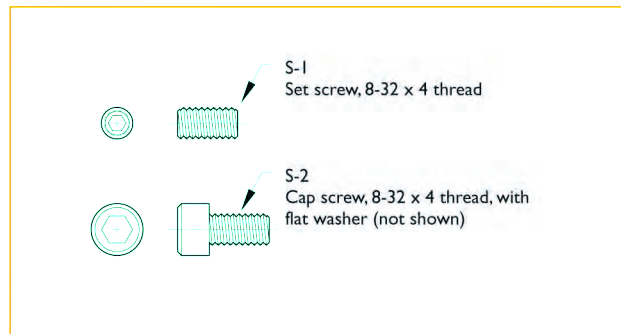 S-1
Set screw, 8-32 x 4 thread
S-2
Cap screw, 8-32 x 4 thread, with
flat washer (not shown)